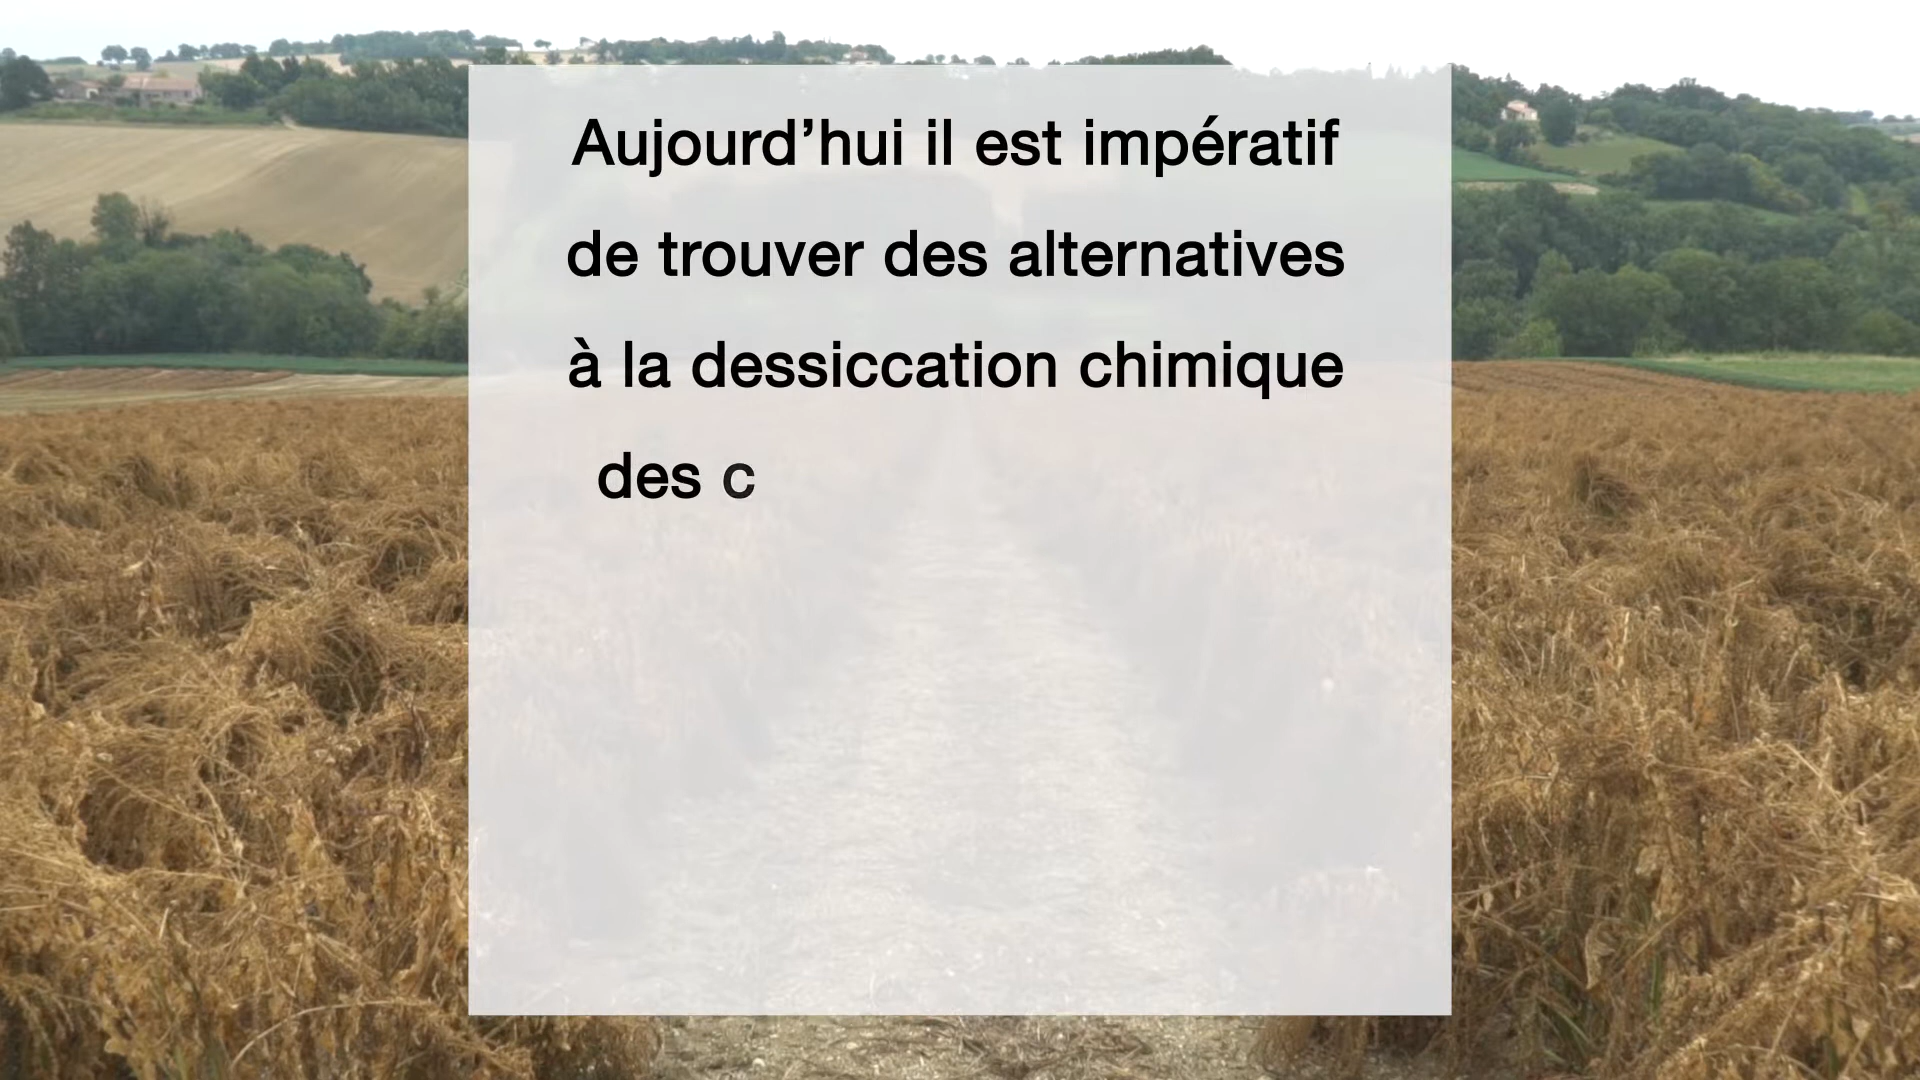 Aujourd’hui il est impératif
de trouver des alternatives
à la dessiccation chimique
des c